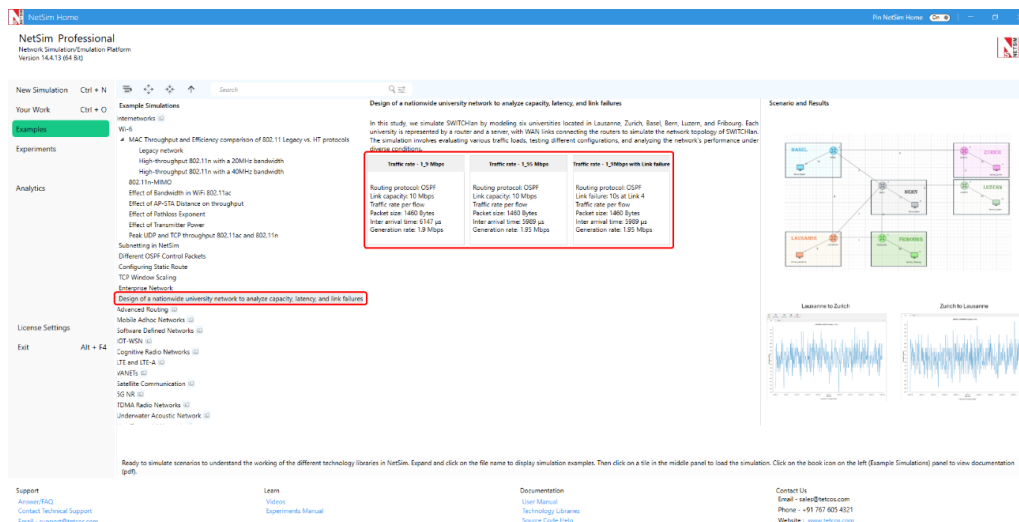 NetSim Home
Pin NetSim Home
On
NetSim Professional
Network Simulation/Emulation Platform
Version 14.4.13 (64 Bit)
NETSIM
New Simulation Ctrl + N
Your Work Ctrl + O
Examples
Experiments
Analytics
License Settings
Exit Alt + F4
Search
Example Simulations
Internetworks
Wi-Fi
MAC Throughput and Efficiency comparison of 802.11 Legacy vs. HT protocols
Legacy network
High-throughput 802.11n with a 20MHz bandwidth
High-throughput 802.11n with a 40MHz bandwidth
802.11n-MIMO
Effect of Bandwidth in WiFi 802.11ac
Effect of AP-STA Distance on throughput
Effect of Pathloss Exponent
Effect of Transmitter Power
Peak UDP and TCP throughput 802.11ac and 802.11n
Subnetting in NetSim
Different OSPF Control Packets
Configuring Static Route
TCP Window Scaling
Enterprise Network
Design of a nationwide university network to analyze capacity, latency, and link failures
Advanced Routing
Mobile Adhoc Networks
Software Defined Networks
IOT-WSN
Cognitive Radio Networks
LTE and LTE-A
VANETs
Satellite Communication
5G NR
TDMA Radio Networks
Underwater Acoustic Network
Design of a nationwide university network to analyze capacity, latency, and link failures
In this study, we simulate SWITCHlan by modeling six universities located in Lausanne, Zurich, Basel, Bern, Luzern, and Fribourg. Each
university is represented by a router and a server, with WAN links connecting the routers to simulate the network topology of SWITCHlan.
The simulation involves evaluating various traffic loads, testing different configurations, and analyzing the network's performance under
diverse conditions.
Traffic rate - 1_9 Mbps
Routing protocol: OSPF
Link capacity: 10 Mbps
Traffic rate per flow
Packet size: 1460 Bytes
Inter arrival time: 6147 µs
Generation rate: 1.9 Mbps
Traffic rate - 1_95 Mbps
Routing protocol: OSPF
Link capacity: 10 Mbps
Traffic rate per flow
Packet size: 1460 Bytes
Inter arrival time: 5989 µs
Generation rate: 1.95 Mbps
Traffic rate - 1_9Mbps with Link failure
Routing protocol: OSPF
Link failure: 10s at Link 4
Traffic rate per flow
Packet size: 1460 Bytes
Inter arrival time: 5989 µs
Generation rate: 1.95 Mbps
Scenario and Results
BASEL
ZURICH
BERN
LUZERN
LAUSANNE
FRIBOURG
Lausanne to Zurich
Zurich to Lausanne
Ready to simulate scenarios to understand the working of the different technology libraries in NetSim. Expand and click on the file name to display simulation examples. Then click on a tile in the middle panel to load the simulation. Click on the book icon on the left (Example Simulations) panel to view documentation
(pdf).
Support
Answer/FAQ
Contact Technical Support
Email - support@tetcos.com
Learn
Videos
Experiments Manual
Documentation
User Manual
Technology Libraries
Source Code Help
Contact Us
Email - sales@tetcos.com
Phone - +91 767 605 4321
Website : www.tetcos.com